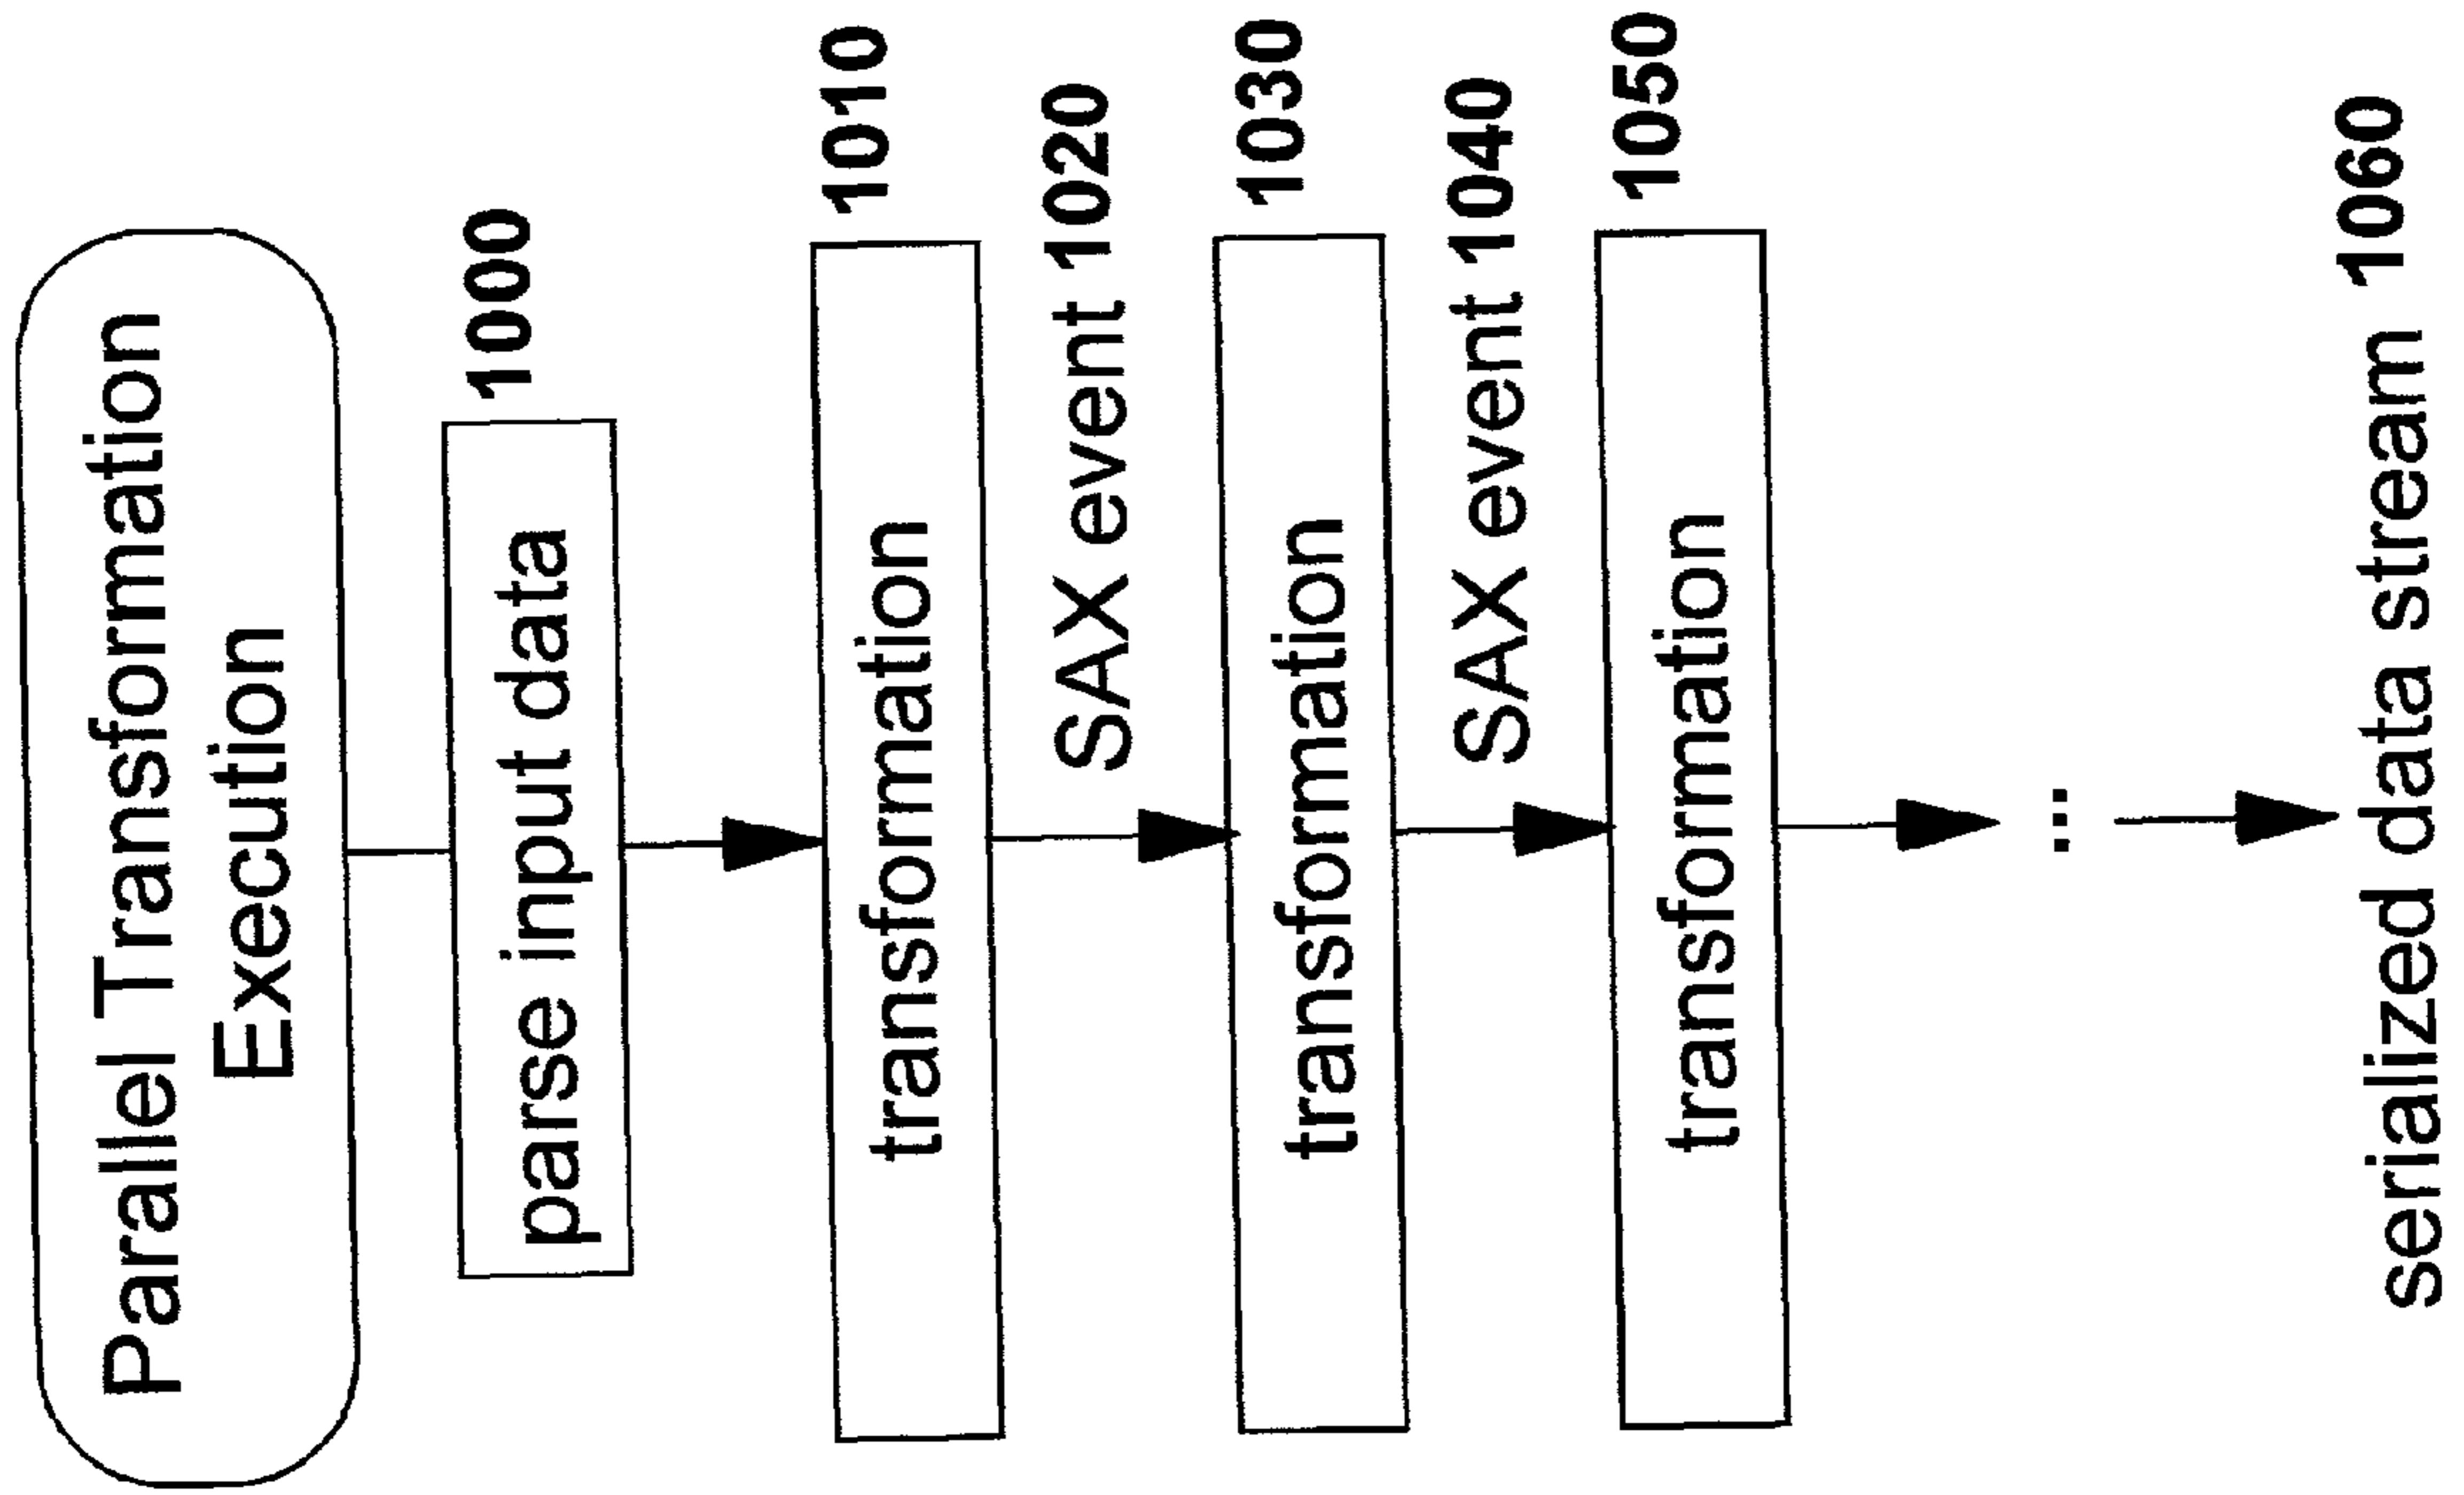 Parallel Transformation
Execution
parse input data
1000
transformation
1010
SAX event 1020
transformation
1030
SAX event 1040
transformation
1050
...
serialized data stream 1060